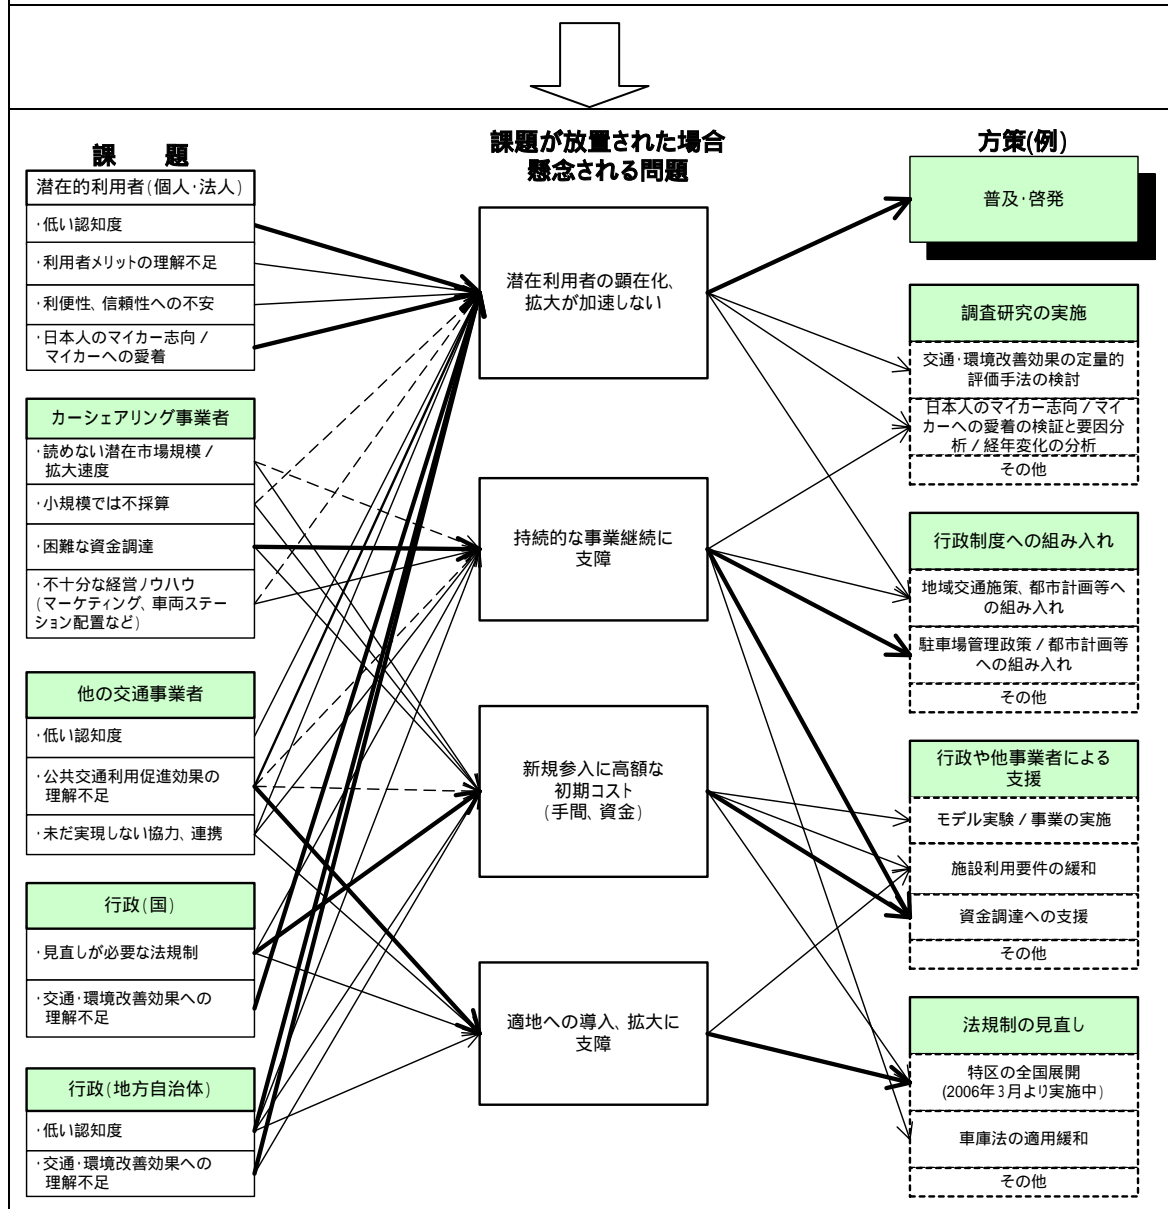 課　題
潜在的利用者(個人・法人)
・低い認知度
・利用者メリットの理解不足
・利便性、信頼性への不安
・日本人のマイカー志向 /
マイカーへの愛着
カーシェアリング事業者
・読めない潜在市場規模 /
拡大速度
・小規模では不採算
・困難な資金調達
・不十分な経営ノウハウ
(マーケティング、車両ステー
ション配置など)
他の交通事業者
・低い認知度
・公共交通利用促進効果の
理解不足
・未だ実現しない協力、連携
行政(国)
・見直しが必要な法規制
・交通・環境改善効果への
理解不足
行政(地方自治体)
・低い認知度
・交通・環境改善効果への
理解不足
課題が放置された場合
懸念される問題
潜在利用者の顕在化、
拡大が加速しない
持続的な事業継続に
支障
新規参入に高額な
初期コスト
(手間、資金)
適地への導入、拡大に
支障
方策(例)
普及・啓発
調査研究の実施
交通・環境改善効果の定量的
評価手法の検討
日本人のマイカー志向 / マイ
カーへの愛着の検証と要因分
析 / 経年変化の分析
その他
行政制度への組み入れ
地域交通施策、都市計画等へ
の組み入れ
駐車場管理政策 / 都市計画等
への組み入れ
その他
行政や他事業者による
支援
モデル実験 / 事業の実施
施設利用要件の緩和
資金調達への支援
その他
法規制の見直し
特区の全国展開
(2006年3月より実施中)
車庫法の適用緩和
その他